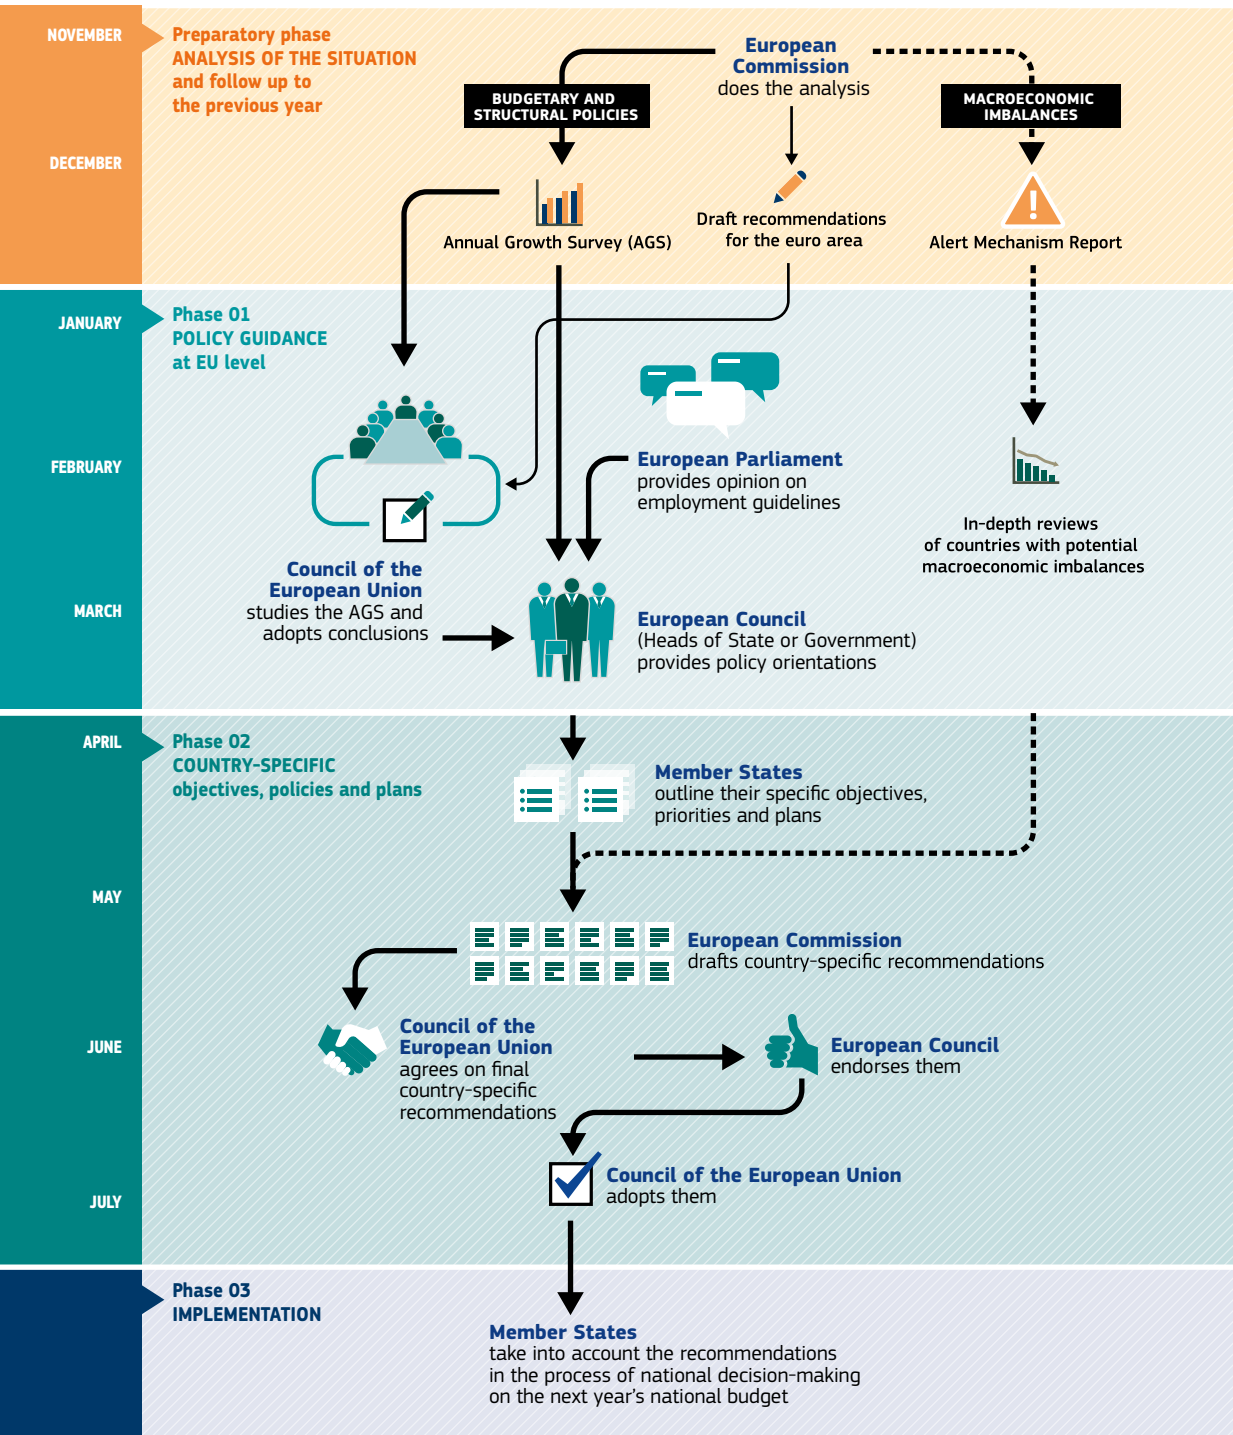 NOVEMBER
Preparatory phase
ANALYSIS OF THE SITUATION
and follow up to
the previous year
European
Commission
does the analysis
BUDGETARY AND
STRUCTURAL POLICIES
MACROECONOMIC
IMBALANCES
DECEMBER
Annual Growth Survey (AGS)
Draft recommendations
for the euro area
Alert Mechanism Report
JANUARY
Phase 01
POLICY GUIDANCE
at EU level
FEBRUARY
European Parliament
provides opinion on
employment guidelines
In-depth reviews
of countries with potential
macroeconomic imbalances
Council of the
European Union
studies the AGS and
adopts conclusions
MARCH
European Council
(Heads of State or Government)
provides policy orientations
APRIL
Phase 02
COUNTRY-SPECIFIC
objectives, policies and plans
Member States
outline their specific objectives,
priorities and plans
MAY
European Commission
drafts country-specific recommendations
JUNE
Council of the
European Union
agrees on final
country-specific
recommendations
European Council
endorses them
JULY
Council of the European Union
adopts them
Phase 03
IMPLEMENTATION
Member States
take into account the recommendations
in the process of national decision-making
on the next year's national budget